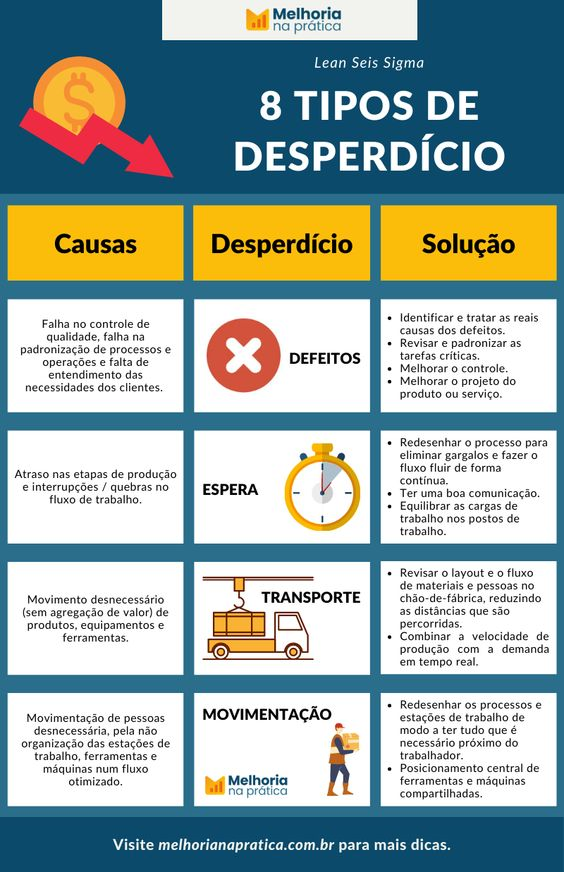 Melhoria
na prática
Lean Seis Sigma
8 TIPOS DE
DESPERDÍCIO
Causas
Desperdício
Solução
Falha no controle de
qualidade, falha na
padronização de processos e
operações e falta de
entendimento das
necessidades dos clientes.
DEFEITOS
• Identificar e tratar as reais
causas dos defeitos.
• Revisar e padronizar as
tarefas críticas.
• Melhorar o controle.
• Melhorar o projeto do
produto ou serviço.
Atraso nas etapas de produção
e interrupções / quebras no
fluxo de trabalho.
ESPERA
• Redesenhar o processo para
eliminar gargalos e fazer o
fluxo fluir de forma
contínua.
• Ter uma boa comunicação.
• Equilibrar as cargas de
trabalho nos postos de
trabalho.
Movimento desnecessário
(sem agregação de valor) de
produtos, equipamentos e
ferramentas.
TRANSPORTE
• Revisar o layout e o fluxo
de materiais e pessoas no
chão-de-fábrica, reduzindo
as distâncias que são
percorridas.
• Combinar a velocidade de
produção com a demanda
em tempo real.
Movimentação de pessoas
desnecessária, pela não
organização das estações de
trabalho, ferramentas e
máquinas num fluxo
otimizado.
MOVIMENTAÇÃO
Melhoria
na prática
• Redesenhar os processos e
estações de trabalho de
modo a ter tudo que é
necessário próximo do
trabalhador.
• Posicionamento central de
ferramentas e máquinas
compartilhadas.
Visite melhorianapratica.com.br para mais dicas.